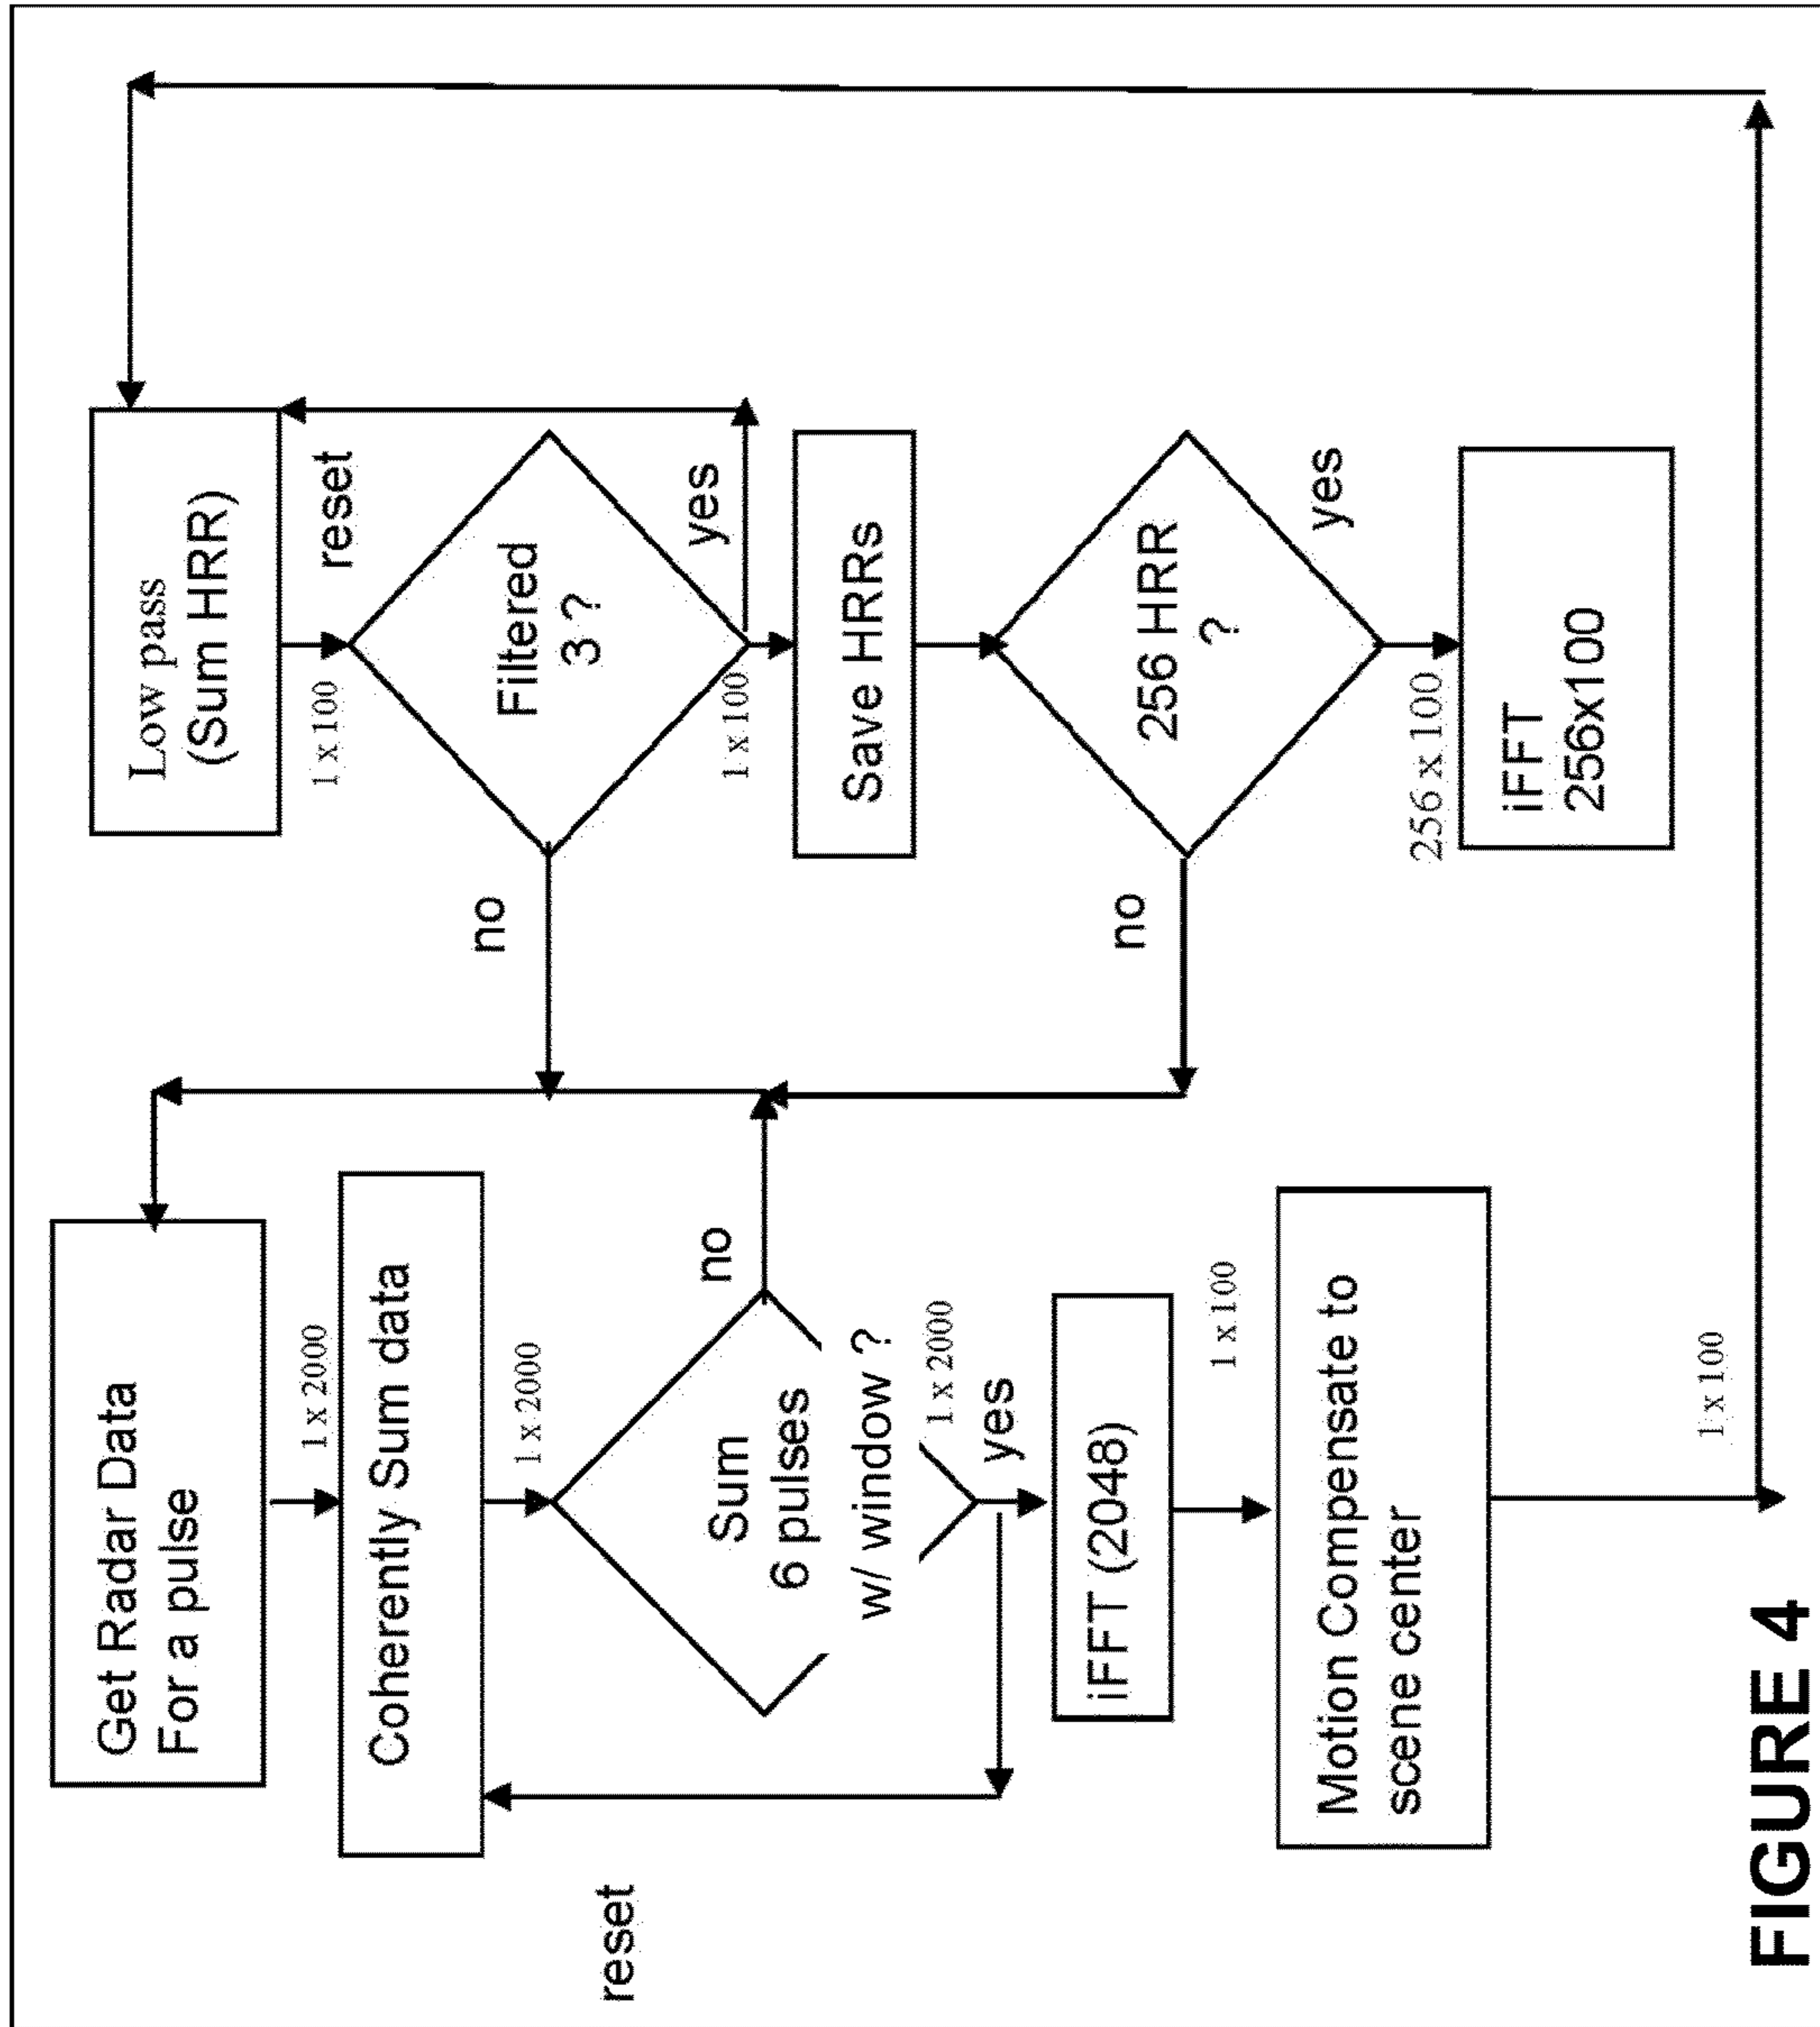 Get Radar Data
For a pulse
1 x 2000
Coherently Sum data
1 x 2000
Sum
6 pulses
w/ window ?
no
reset
1 x 2000
yes
iFFT (2048)
1 x 100
Motion Compensate to
scene center
1 x 100
Low pass
(Sum HRR)
1 x 100
reset
Filtered
3 ?
no
yes
1 x 100
Save HRRs
256 HRR
?
no
yes
256 x 100
iFFT
256x100
FIGURE 4